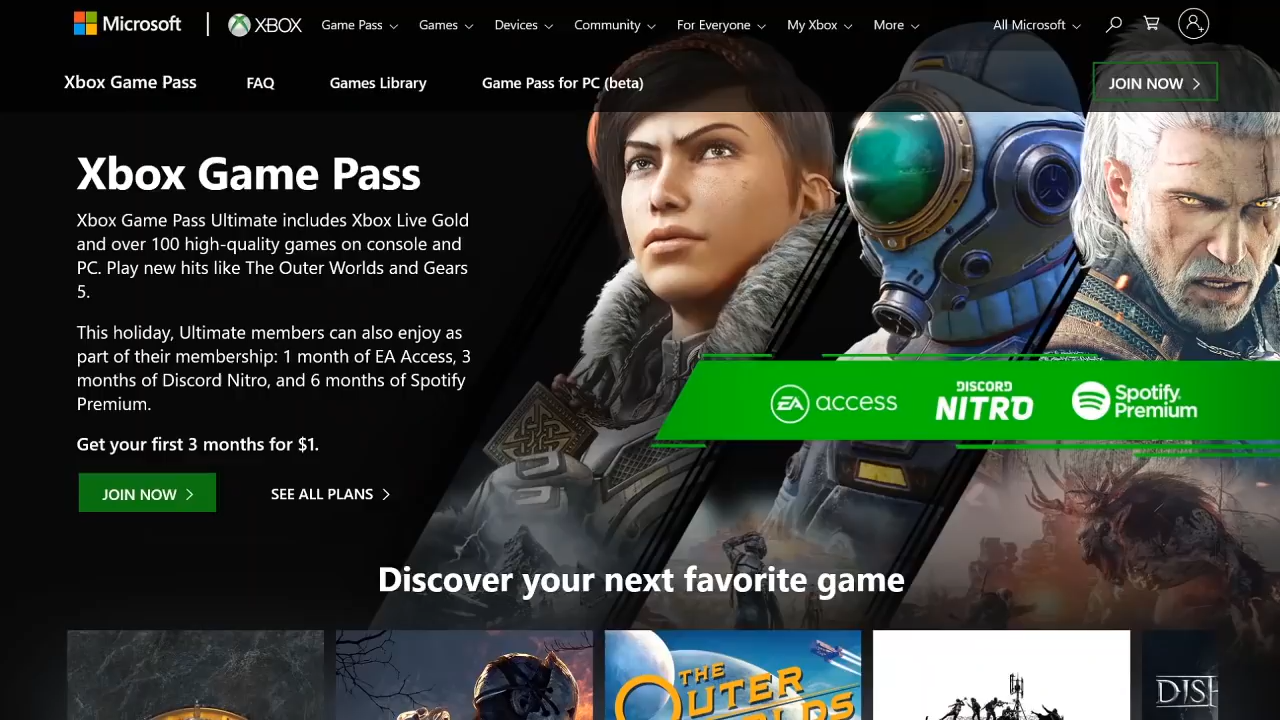 Microsoft
XBOX
Game Pass
Games
Devices
Community
For Everyone
My Xbox
More
All Microsoft
Xbox Game Pass
FAQ
Games Library
Game Pass for PC (beta)
JOIN NOW
Xbox Game Pass
Xbox Game Pass Ultimate includes Xbox Live Gold
and over 100 high-quality games on console and
PC. Play new hits like The Outer Worlds and Gears
5.
This holiday, Ultimate members can also enjoy as
part of their membership: 1 month of EA Access, 3
months of Discord Nitro, and 6 months of Spotify
Premium.
Get your first 3 months for $1.
JOIN NOW
SEE ALL PLANS
EA access
DISCORD
NITRO
Spotify
Premium
Discover your next favorite game
THE
OUTER
WORLDS